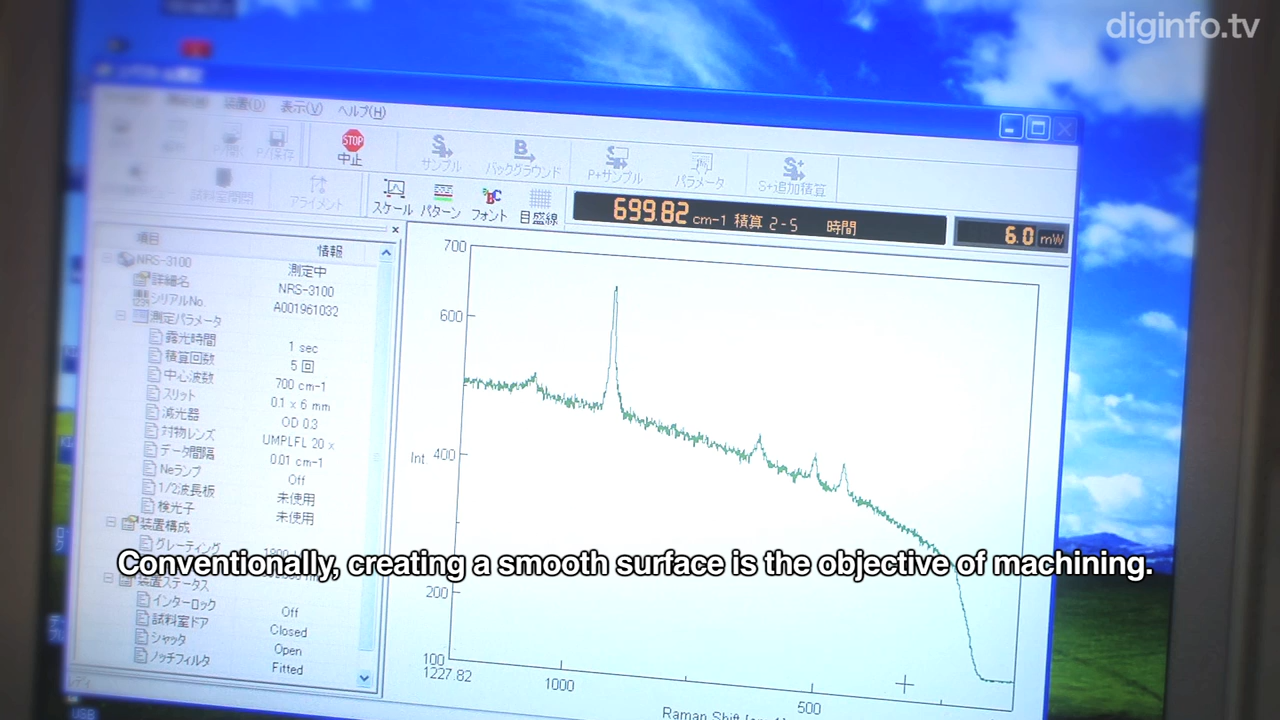 diginfo.tv
装置(D) 表示(V) ヘルプ(H)
STOP
中止 サンプル バックグラウンド P+サンプル パラメータ S+追加積算
アライメント スケール パターン フォント 目盛線
699.82 cm-1 積算 2-5 時間 6.0 mW
項目 情報
NRS-3100 測定中
詳細名 NRS-3100
シリアルNo. A001961032
測定パラメータ
露光時間 1 sec
積算回数 5 回
中心波数 700 cm-1
スリット 0.1 x 6 mm
減光器 OD 0.3
対物レンズ UMPLFL 20 x
データ間隔 0.01 cm-1
Neランプ Off
1/2波長板 未使用
検光子 未使用
装置構成
グレーティング
装置ステータス
インターロック Off
試料室ドア Closed
シャッタ Open
ノッチフィルタ Fitted
700
600
Int 400
200
100
1227.82 1000 500
Raman Shift
Conventionally, creating a smooth surface is the objective of machining.
USB